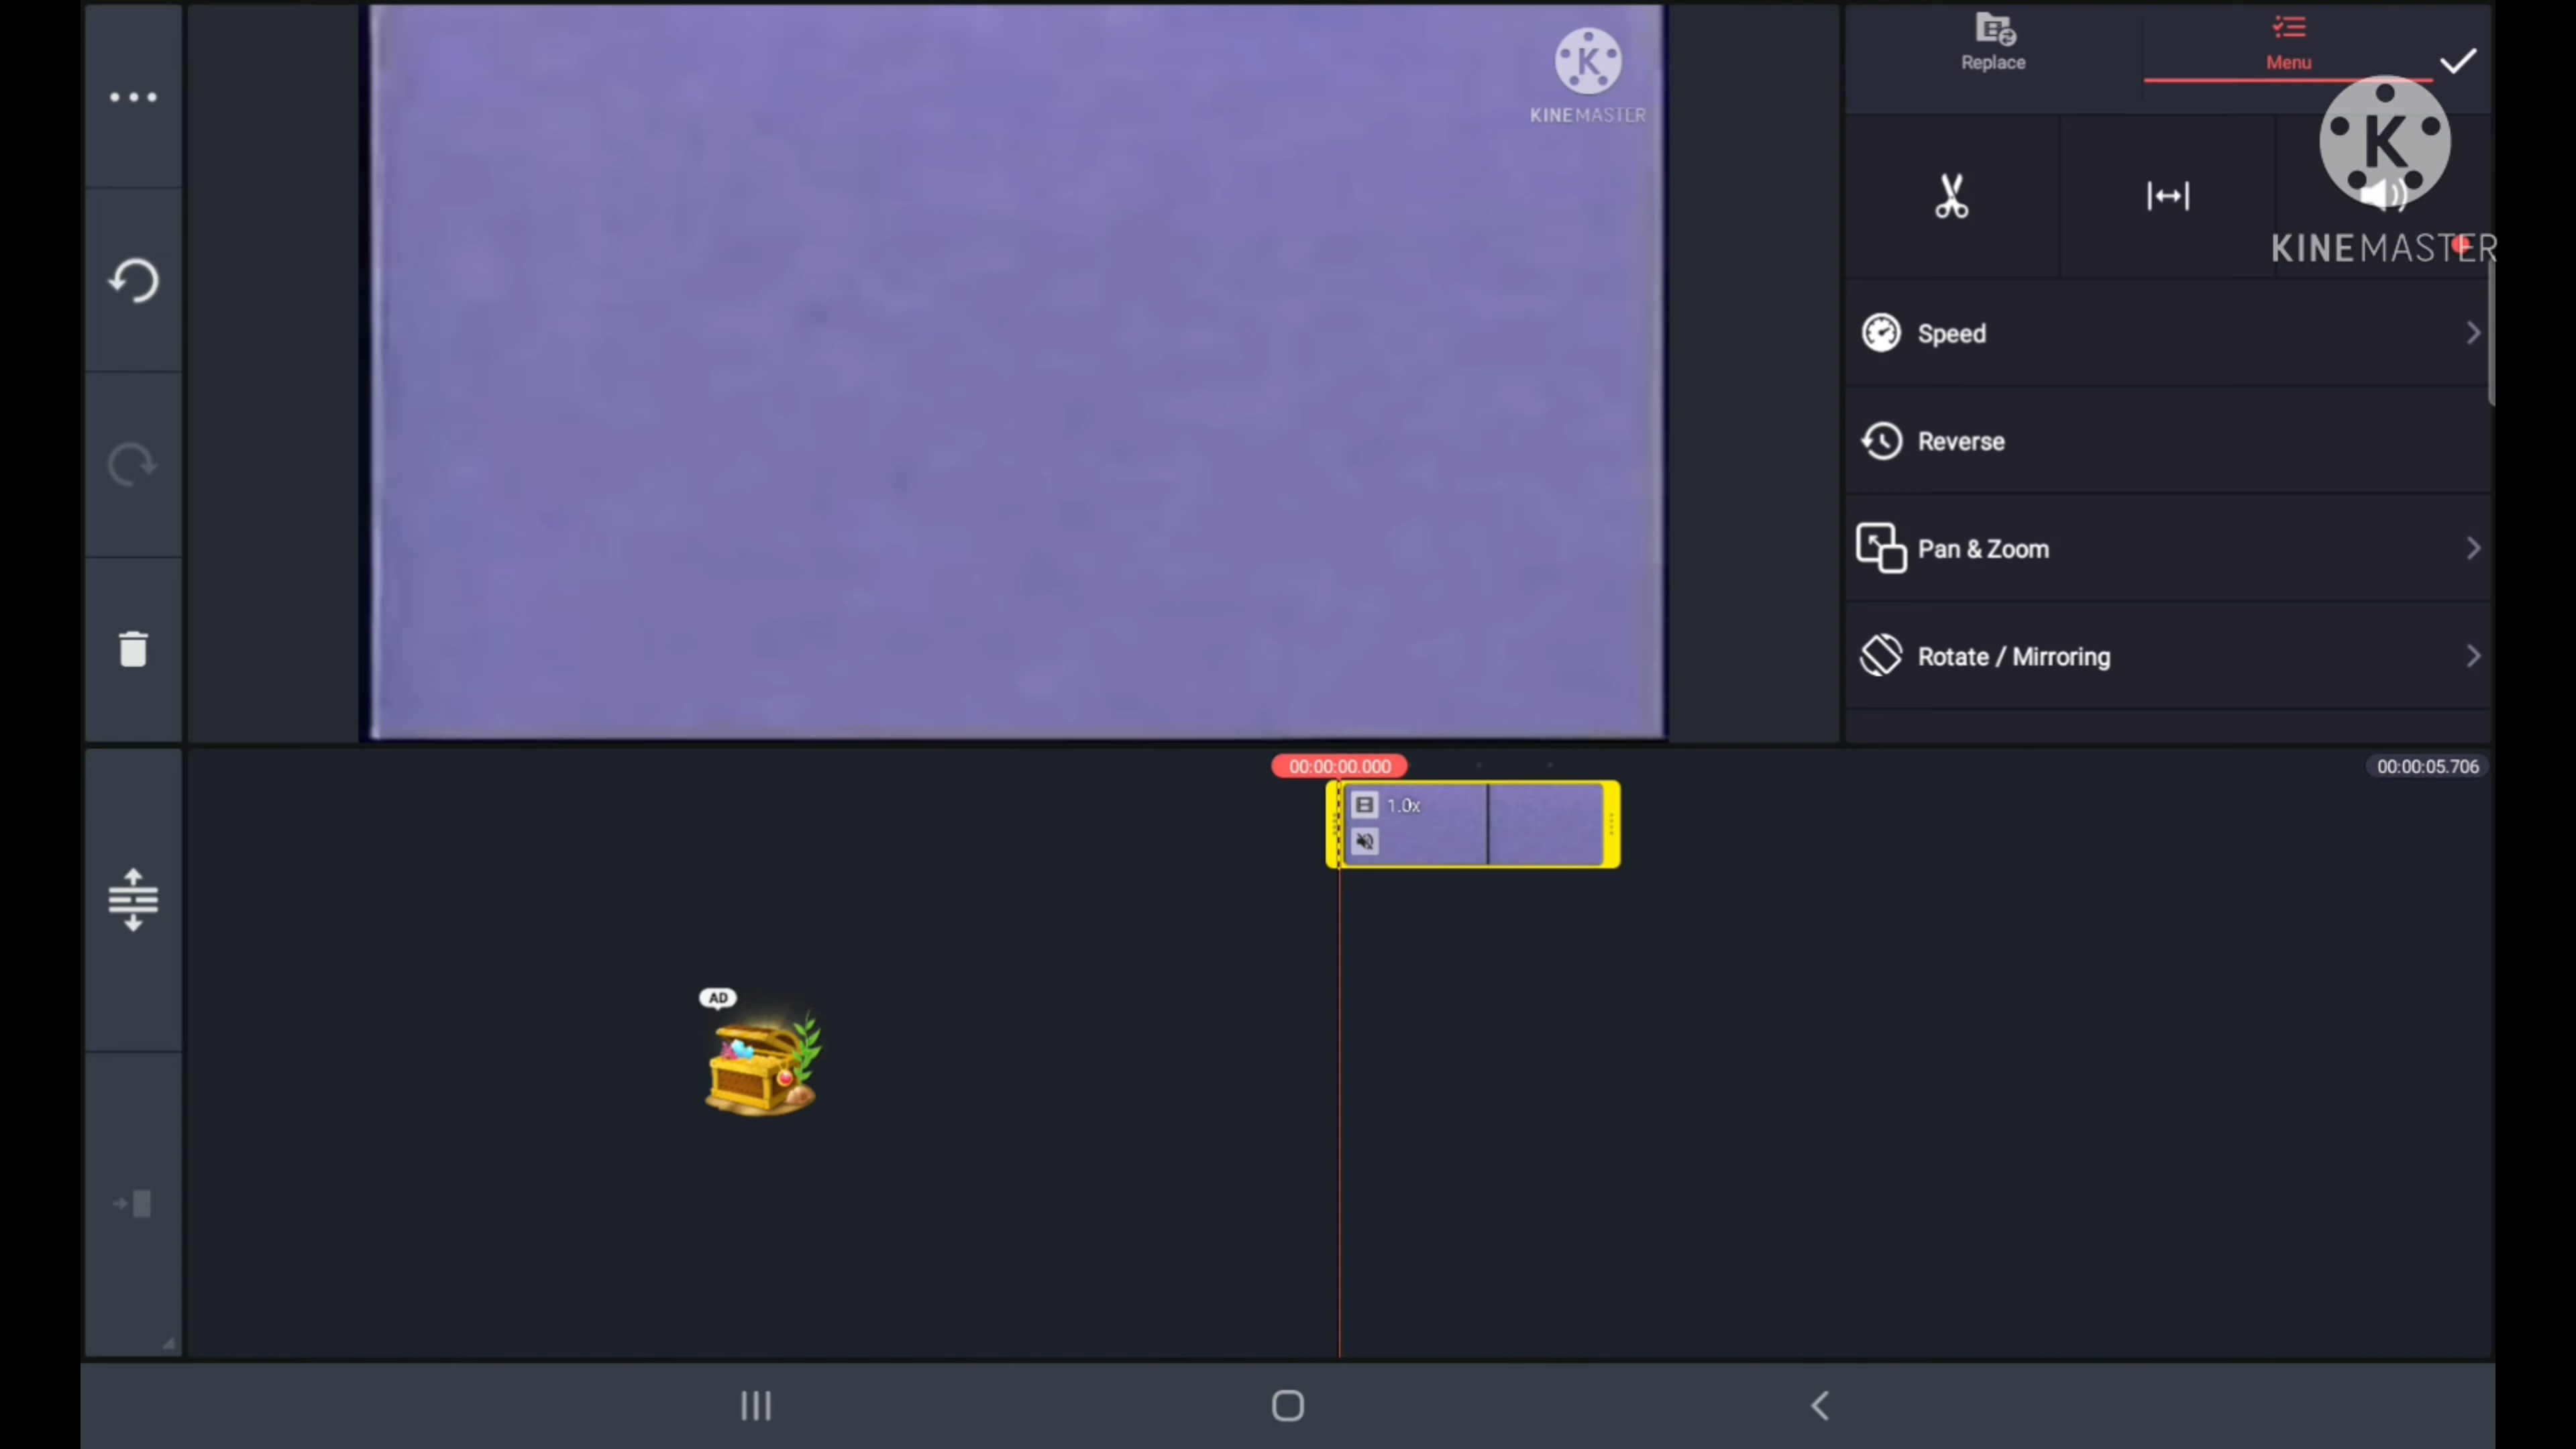 KINEMASTER
Replace
Menu
KINEMASTER
Speed
Reverse
Pan & Zoom
Rotate / Mirroring
00:00:00.000
00:00:05.706
1.0x
AD